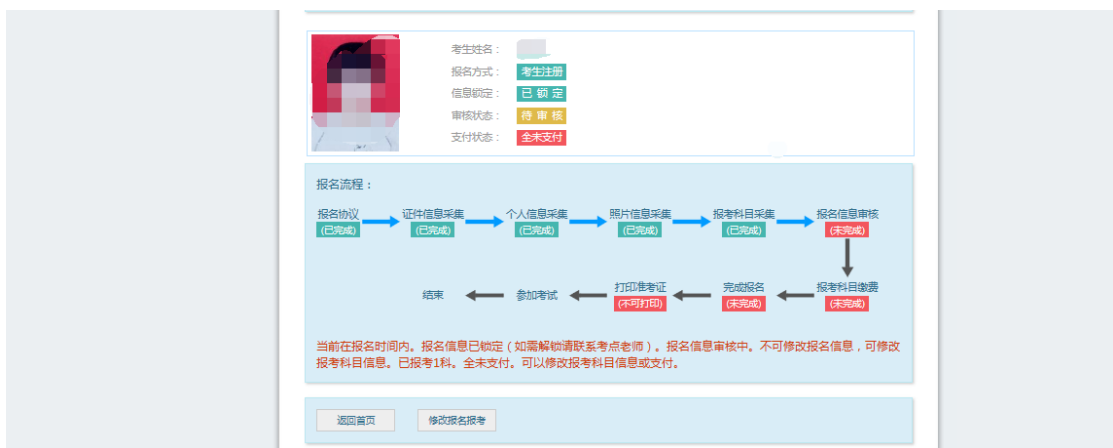 考生姓名：
报名方式： 考生注册
信息锁定： 已 锁 定
审核状态： 待 审 核
支付状态： 全未支付
报名流程：
报名协议 证件信息采集 个人信息采集 照片信息采集 报考科目采集 报名信息审核
(已完成) (已完成) (已完成) (已完成) (已完成) (未完成)
结束 参加考试 打印准考证 完成报名 报考科目缴费
(不可打印) (未完成) (未完成)
当前在报名时间内。报名信息已锁定（如需解锁请联系考点老师）。报名信息审核中。不可修改报名信息，可修改
报考科目信息。已报考1科。全未支付。可以修改报考科目信息或支付。
返回首页 修改报名报考